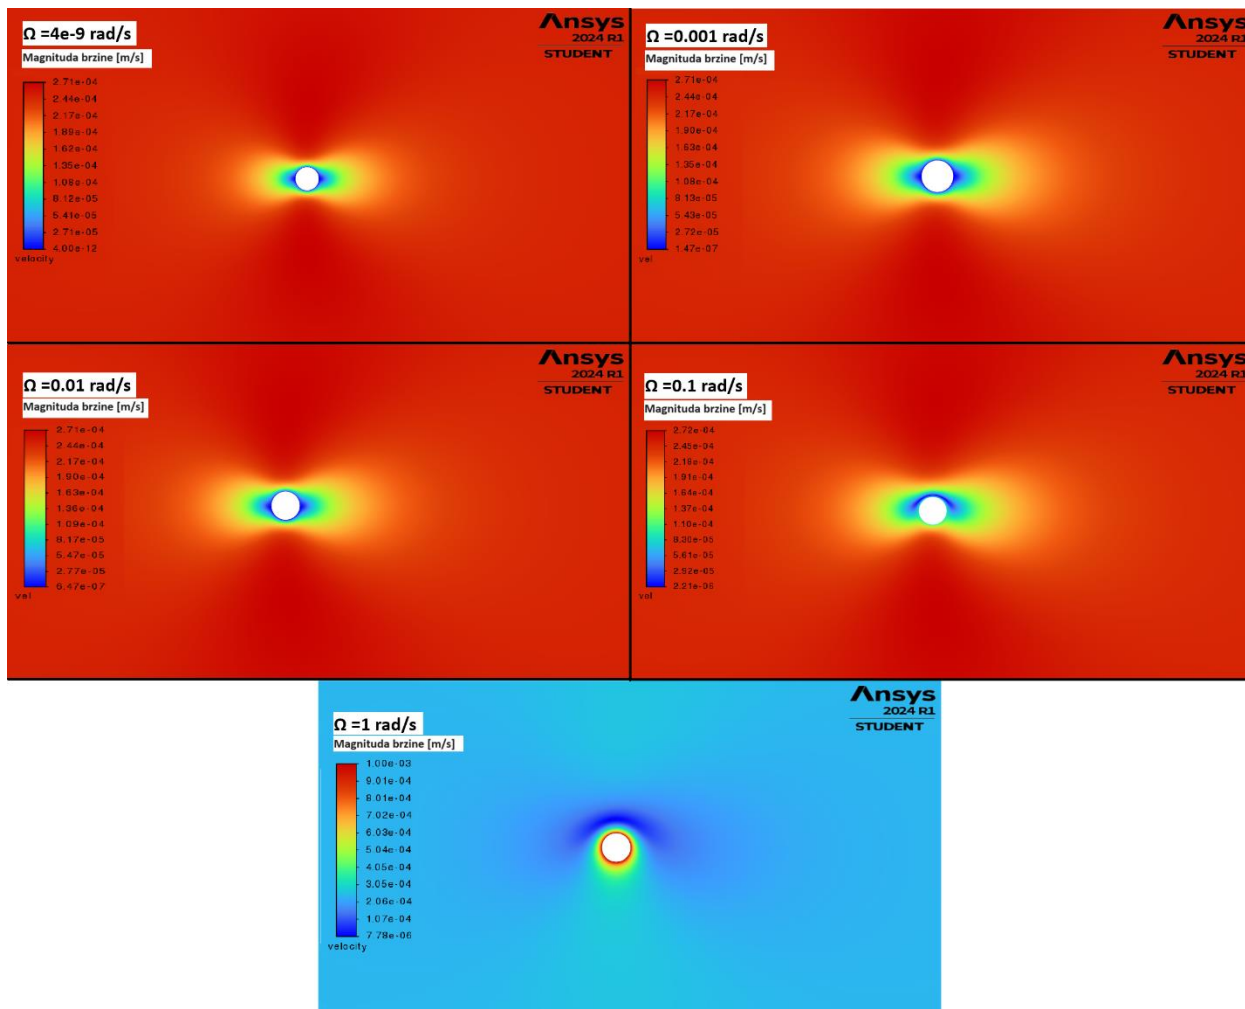 Ω =4e-9 rad/s
Magnituda brzine [m/s]
2.71e-04
2.44e-04
2.17e-04
1.89e-04
1.62e-04
1.35e-04
1.08e-04
8.12e-05
5.41e-05
4.00e-12
velocity
Ansys
2024 R1
STUDENT
Ω =0.001 rad/s
Magnituda brzine [m/s]
2.71e-04
2.44e-04
2.17e-04
1.90e-04
1.63e-04
1.35e-04
1.08e-04
8.13e-05
5.43e-05
2.72e-05
1.47e-07
vel
Ansys
2024 R1
STUDENT
Ω =0.01 rad/s
Magnituda brzine [m/s]
2.71e-04
2.44e-04
2.17e-04
1.90e-04
1.63e-04
1.36e-04
1.09e-04
8.17e-05
5.47e-05
2.77e-05
6.47e-07
vel
Ansys
2024 R1
STUDENT
Ω =0.1 rad/s
Magnituda brzine [m/s]
2.72e-04
2.45e-04
2.18e-04
1.91e-04
1.64e-04
1.37e-04
1.10e-04
8.30e-05
5.61e-05
2.92e-05
2.21e-06
vel
Ansys
2024 R1
STUDENT
Ω =1 rad/s
Magnituda brzine [m/s]
1.00e-03
9.01e-04
8.01e-04
7.02e-04
6.03e-04
5.04e-04
4.05e-04
3.05e-04
2.06e-04
1.07e-04
7.78e-06
velocity
Ansys
2024 R1
STUDENT